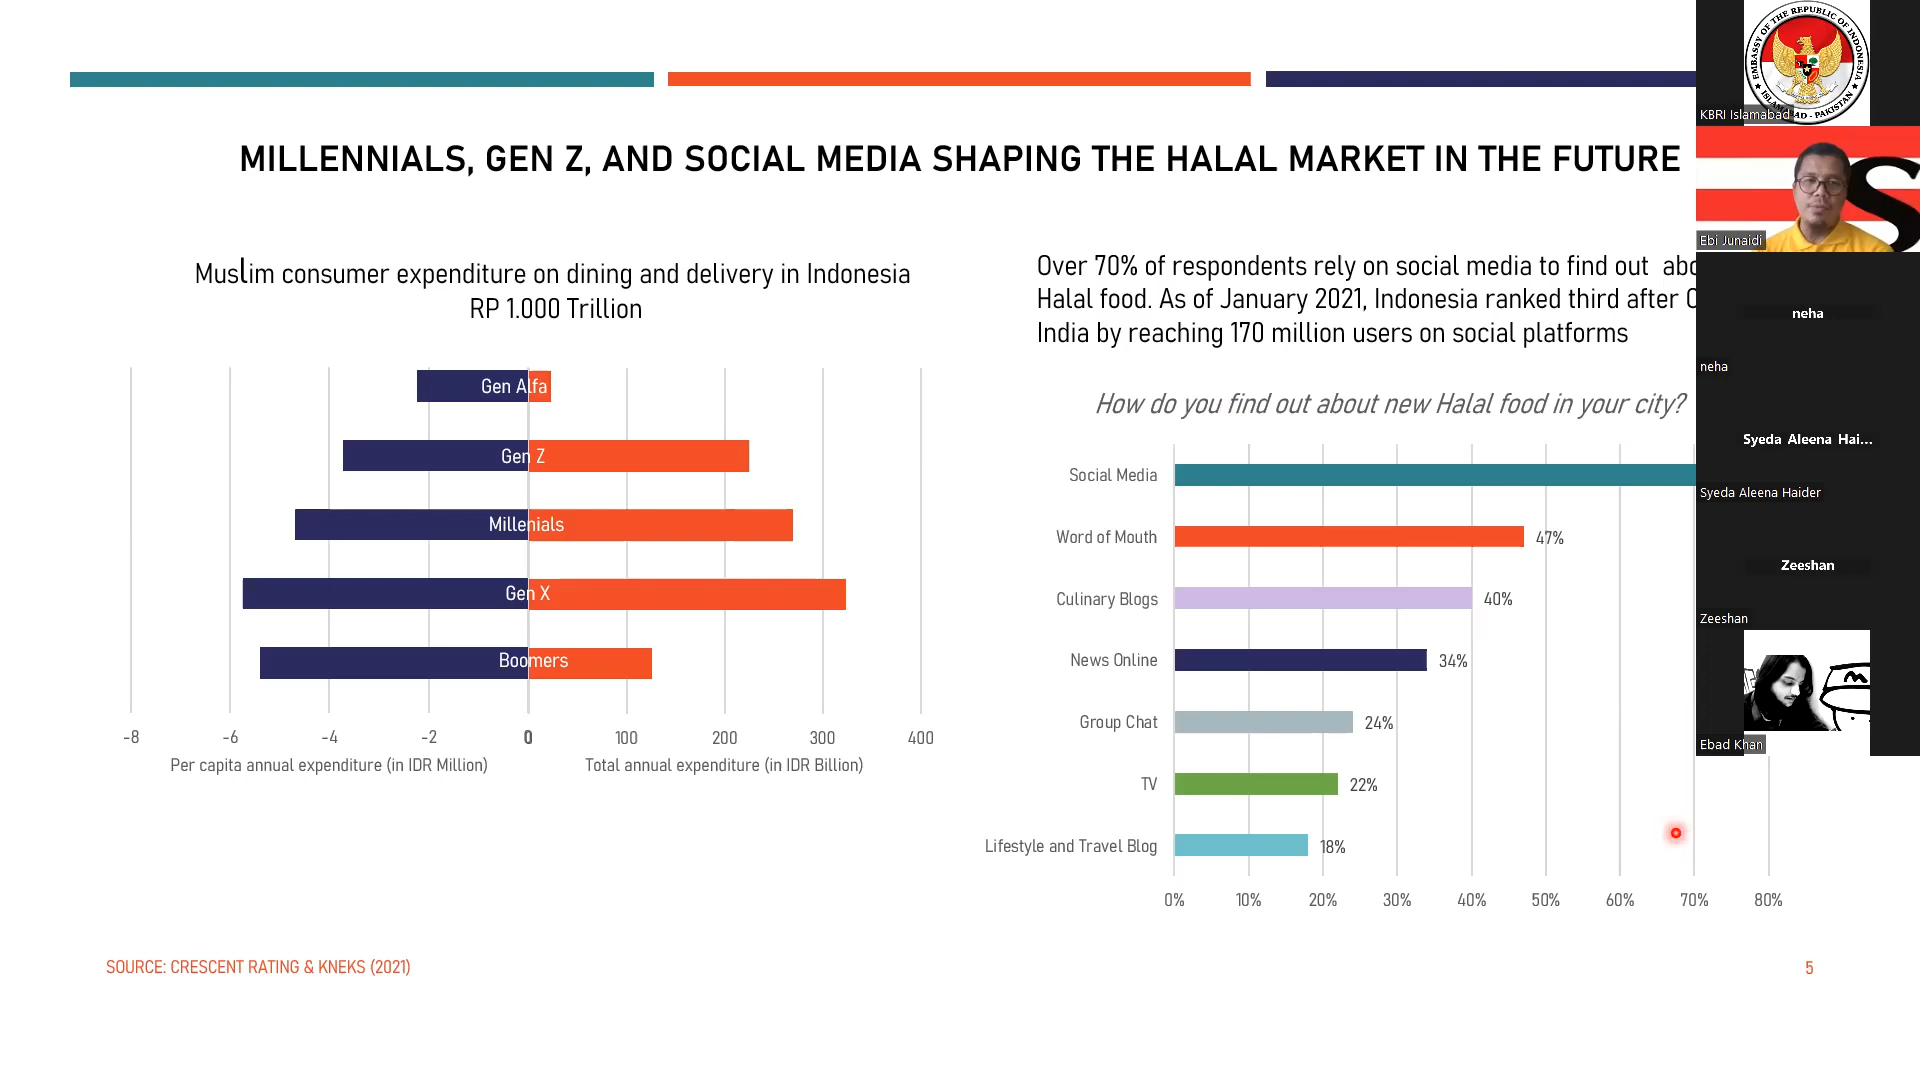 MILLENNIALS, GEN Z, AND SOCIAL MEDIA SHAPING THE HALAL MARKET IN THE FUTURE
Muslim consumer expenditure on dining and delivery in Indonesia
RP 1.000 Trillion
Gen Alfa
Gen Z
Millenials
Gen X
Boomers
-8 -6 -4 -2 0 100 200 300 400
Per capita annual expenditure (in IDR Million) Total annual expenditure (in IDR Billion)
Over 70% of respondents rely on social media to find out
Halal food. As of January 2021, Indonesia ranked third after
India by reaching 170 million users on social platforms
How do you find out about new Halal food in your city?
Social Media
Word of Mouth 47%
Culinary Blogs 40%
News Online 34%
Group Chat 24%
TV 22%
Lifestyle and Travel Blog 18%
0% 10% 20% 30% 40% 50% 60% 70% 80%
SOURCE: CRESCENT RATING & KNEKS (2021)
5
EMBASSY OF THE REPUBLIC OF INDONESIA
KBRI Islamabad
PAKISTAN
S
Ebi Junaidi
neha
neha
Syeda Aleena Hai...
Syeda Aleena Haider
Zeeshan
Zeeshan
Ebad Khan